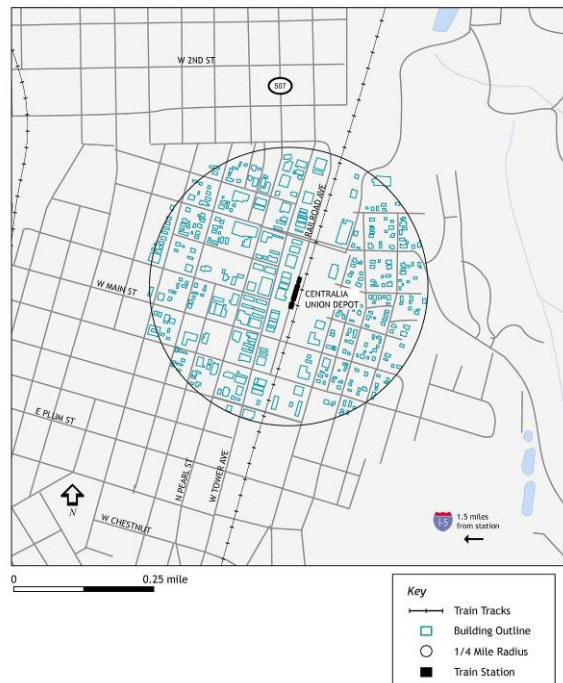 W 2ND ST
507
RAILROAD AVE
W MAIN ST
CENTRALIA
UNION DEPOT
E PLUM ST
N PEARL ST
W TOWER AVE
N
W CHESTNUT
I-5
1.5 miles
from station
0
0.25 mile
Key
Train Tracks
Building Outline
1/4 Mile Radius
Train Station